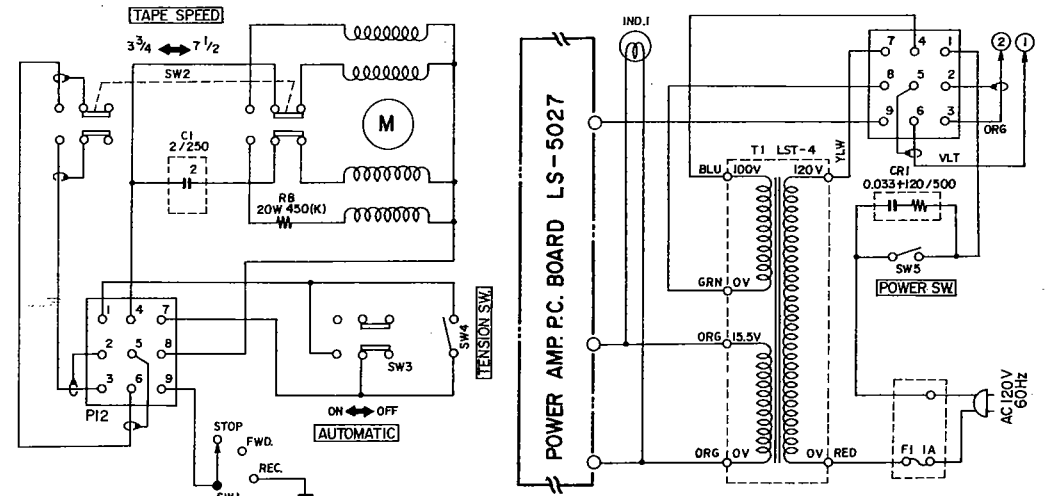 TAPE SPEED
3 3/4 7 1/2
SW2
C1
2/250
2
M
R8
20W 450(K)
1 4 7
2 5 8
3 6 9
P12
SW3
SW4
TENSION SW.
ON OFF
AUTOMATIC
STOP
FWD.
REC.
SW1
IND.1
POWER AMP. P.C. BOARD LS-5027
7 4 1
8 5 2
9 6 3
2 1
ORG
VLT
YLW
T1 LST-4
BLU 100V 120V
GRN 0V
ORG 15.5V
ORG 0V 0V RED
CR1
0.033+120/500
SW5
POWER SW.
AC 120V
60Hz
F1 1A